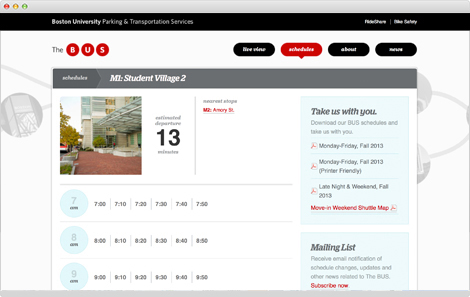 Boston University Parking & Transportation Services
RideShare | Bike Safety
The BUS
live view
schedules
about
news
schedules
M1: Student Village 2
estimated
departure
13
minutes
nearest stops
M2: Amory St.
Take us with you.
Download our BUS schedules and
take us with you.
Monday-Friday, Fall 2013
Monday-Friday, Fall 2013
(Printer Friendly)
Late Night & Weekend, Fall
2013
Move-in Weekend Shuttle Map
7
am
7:00 7:10 7:20 7:30 7:40 7:50
8
am
8:00 8:10 8:20 8:30 8:40 8:50
9
am
9:00 9:10 9:20 9:30 9:40 9:50
Mailing List
Receive email notification of
schedule changes, updates and
other news related to The BUS.
Subscribe now